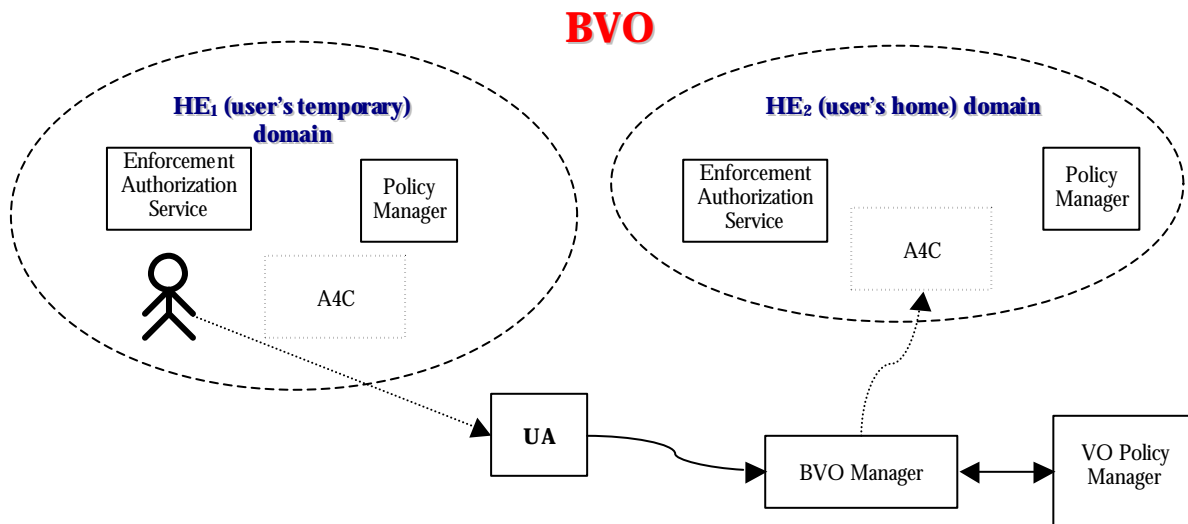 BVO
HE₁ (user's temporary)
domain
Enforcement
Authorization
Service
Policy
Manager
A4C
HE₂ (user's home) domain
Enforcement
Authorization
Service
Policy
Manager
A4C
UA
BVO Manager
VO Policy
Manager